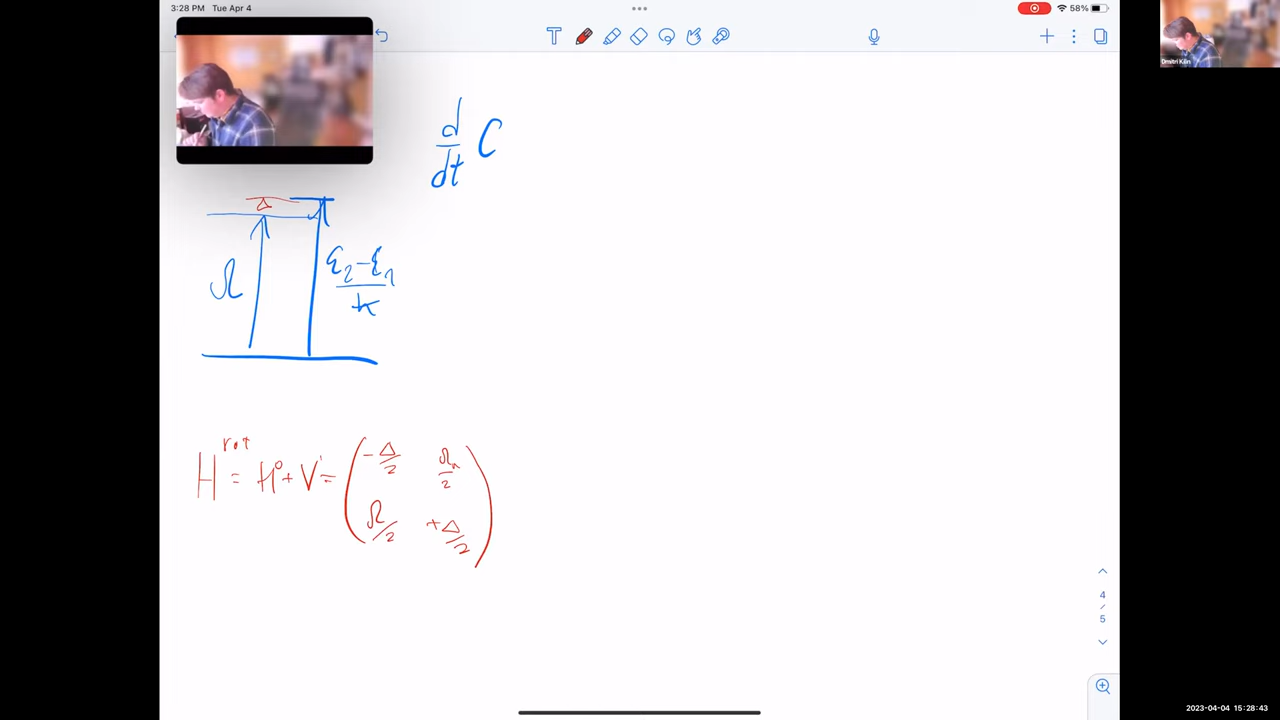 3:28 PM Tue Apr 4
58%
Dmitri Kilin
T
d/dt C
Δ
Ω
ε₂-ε₁/ħ
H^rot = H⁰+V' = ( -Δ/2 Ω_R/2
Ω/2 +Δ/2 )
4
/
5
2023-04-04 15:28:43